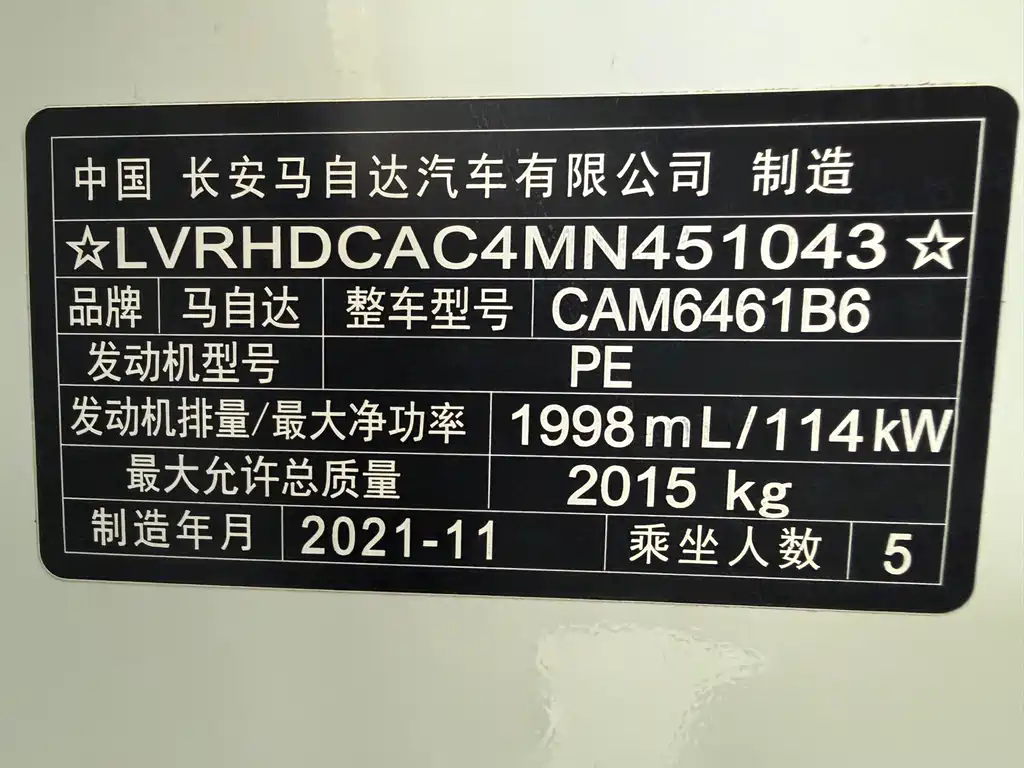 中国 长安马自达汽车有限公司 制造
☆LVRHDCAC4MN451043☆
品牌 马自达 整车型号 CAM6461B6
发动机型号 PE
发动机排量/最大净功率 1998mL/114kW
最大允许总质量 2015 kg
制造年月 2021-11 乘坐人数 5